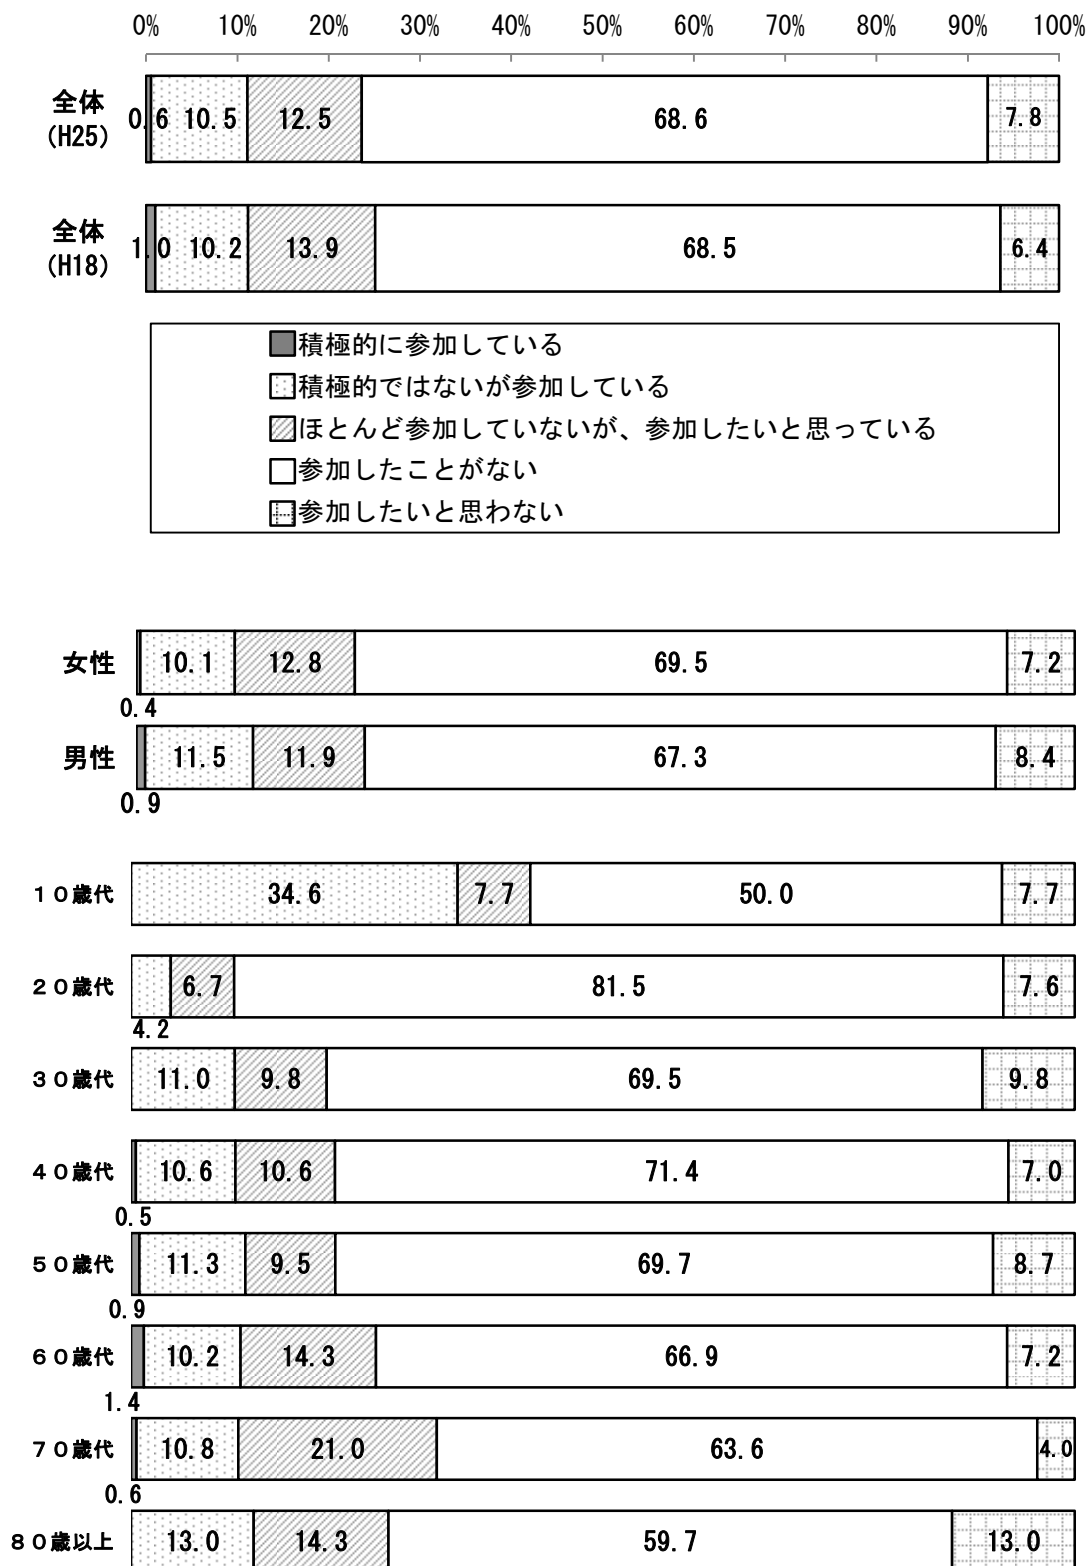 0% 10% 20% 30% 40% 50% 60% 70% 80% 90% 100%
全体
(H25)
0.6 10.5 12.5 68.6 7.8
全体
(H18)
1.0 10.2 13.9 68.5 6.4
積極的に参加している
積極的ではないが参加している
ほとんど参加していないが、参加したいと思っている
参加したことがない
参加したいと思わない
女性 10.1 12.8 69.5 7.2
0.4
男性 11.5 11.9 67.3 8.4
0.9
１０歳代 34.6 7.7 50.0 7.7
２０歳代 6.7 81.5 7.6
4.2
３０歳代 11.0 9.8 69.5 9.8
４０歳代 10.6 10.6 71.4 7.0
0.5
５０歳代 11.3 9.5 69.7 8.7
0.9
６０歳代 10.2 14.3 66.9 7.2
1.4
７０歳代 10.8 21.0 63.6 4.0
0.6
８０歳以上 13.0 14.3 59.7 13.0